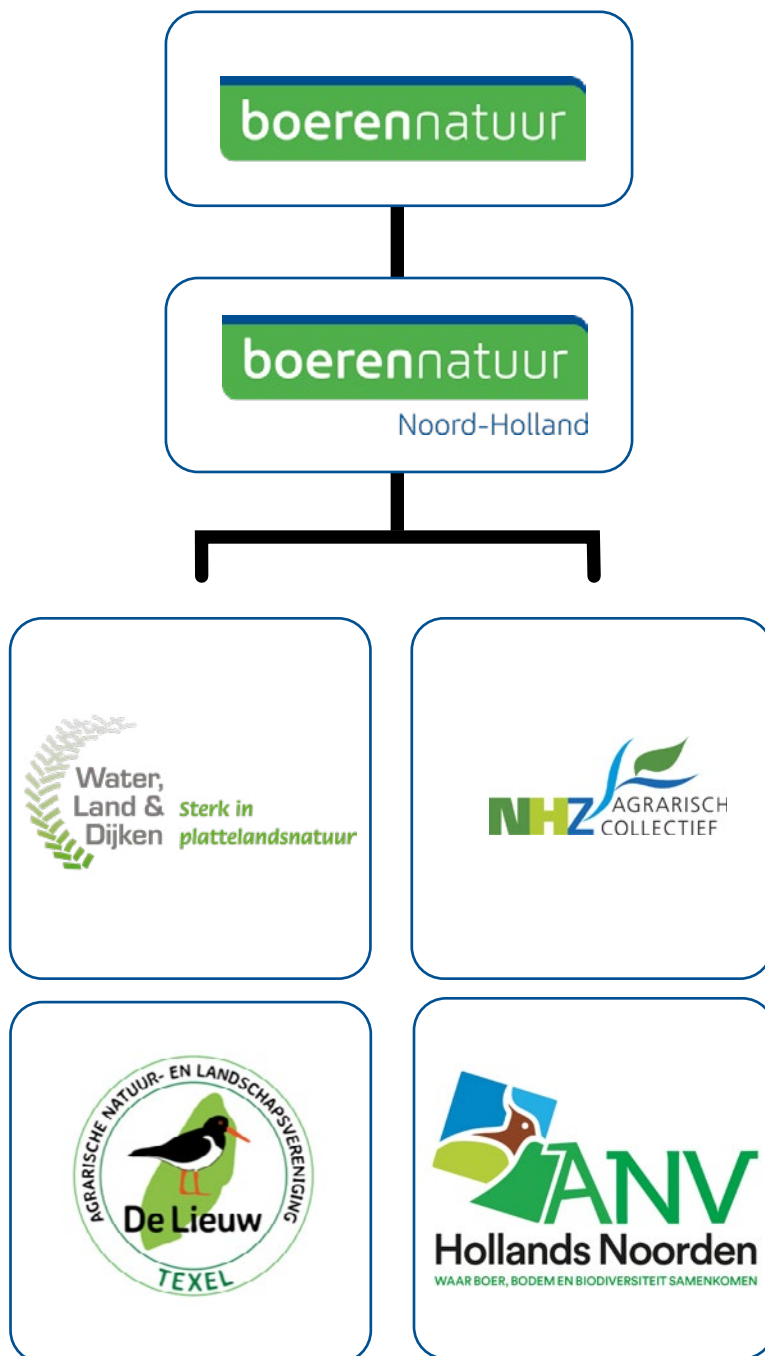 boerennatuur
boerennatuur
Noord-Holland
Water,
Land &
Dijken
Sterk in
plattelandsnatuur
NHZ
AGRARISCH
COLLECTIEF
AGRARISCHE NATUUR- EN LANDSCHAPSVERENIGING
De Lieuw
TEXEL
ANV
Hollands Noorden
WAAR BOER, BODEM EN BIODIVERSITEIT SAMENKOMEN